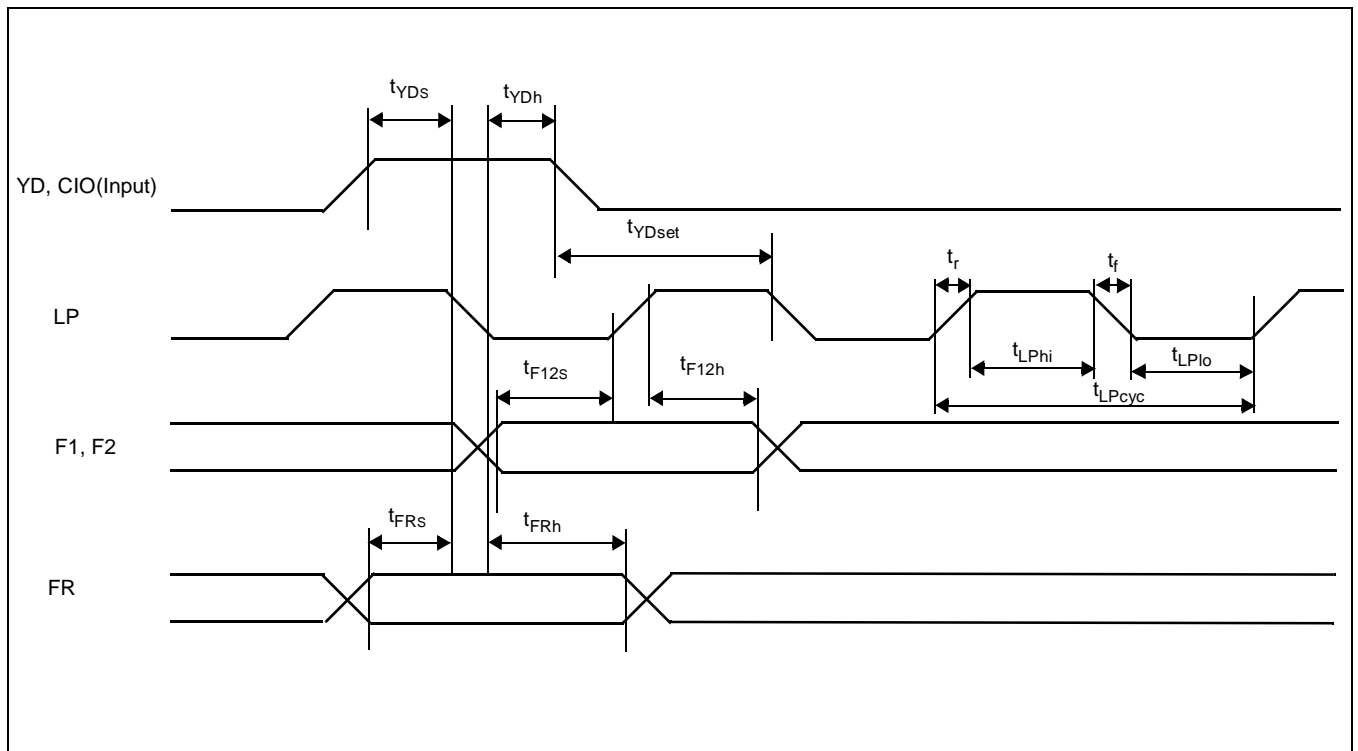 tYDs
tYDh
YD, CIO(Input)
tYDset
tr
tf
LP
tLPhi
tLPlo
tF12s
tF12h
tLPcyc
F1, F2
tFRs
tFRh
FR